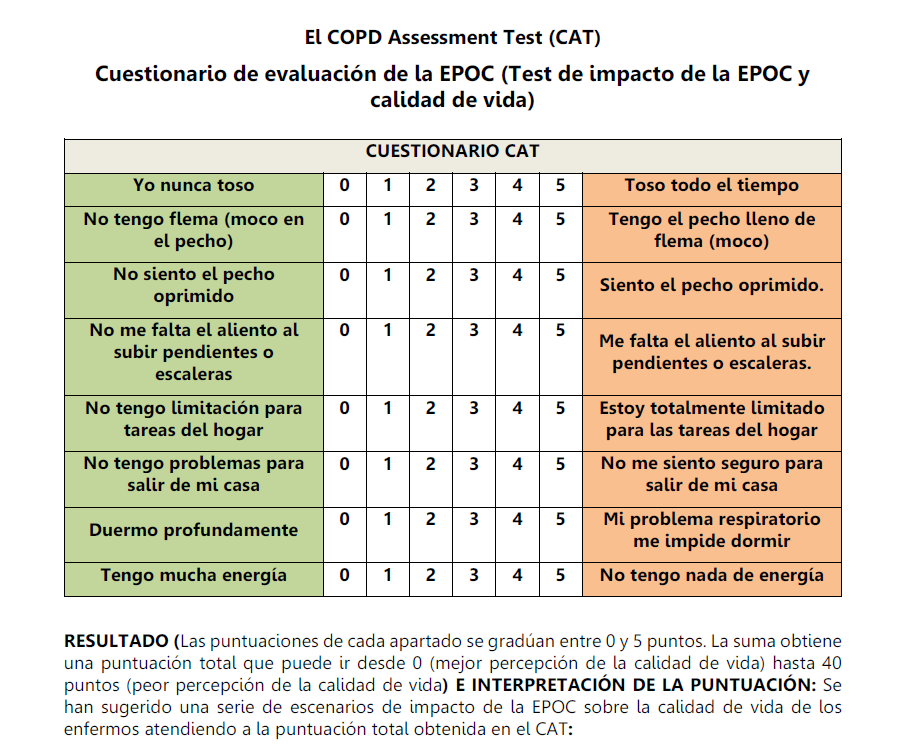 El COPD Assessment Test (CAT)
Cuestionario de evaluación de la EPOC (Test de impacto de la EPOC y
calidad de vida)
CUESTIONARIO CAT
Yo nunca toso 0 1 2 3 4 5 Toso todo el tiempo
No tengo flema (moco en
el pecho)
0 1 2 3 4 5
Tengo el pecho lleno de
flema (moco)
No siento el pecho
oprimido
0 1 2 3 4 5
Siento el pecho oprimido.
No me falta el aliento al
subir pendientes o
escaleras
0 1 2 3 4 5
Me falta el aliento al subir
pendientes o escaleras.
No tengo limitación para
tareas del hogar
0 1 2 3 4 5
Estoy totalmente limitado
para las tareas del hogar
No tengo problemas para
salir de mi casa
0 1 2 3 4 5
No me siento seguro para
salir de mi casa
Duermo profundamente
0 1 2 3 4 5
Mi problema respiratorio
me impide dormir
Tengo mucha energía 0 1 2 3 4 5 No tengo nada de energía
RESULTADO (Las puntuaciones de cada apartado se gradúan entre 0 y 5 puntos. La suma obtiene
una puntuación total que puede ir desde 0 (mejor percepción de la calidad de vida) hasta 40
puntos (peor percepción de la calidad de vida) E INTERPRETACIÓN DE LA PUNTUACIÓN: Se
han sugerido una serie de escenarios de impacto de la EPOC sobre la calidad de vida de los
enfermos atendiendo a la puntuación total obtenida en el CAT: